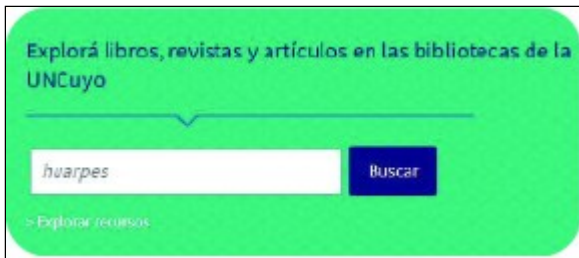 Explorá libros, revistas y artículos en las bibliotecas de la
UNCuyo
huarpes
Buscar
> Explorar recursos